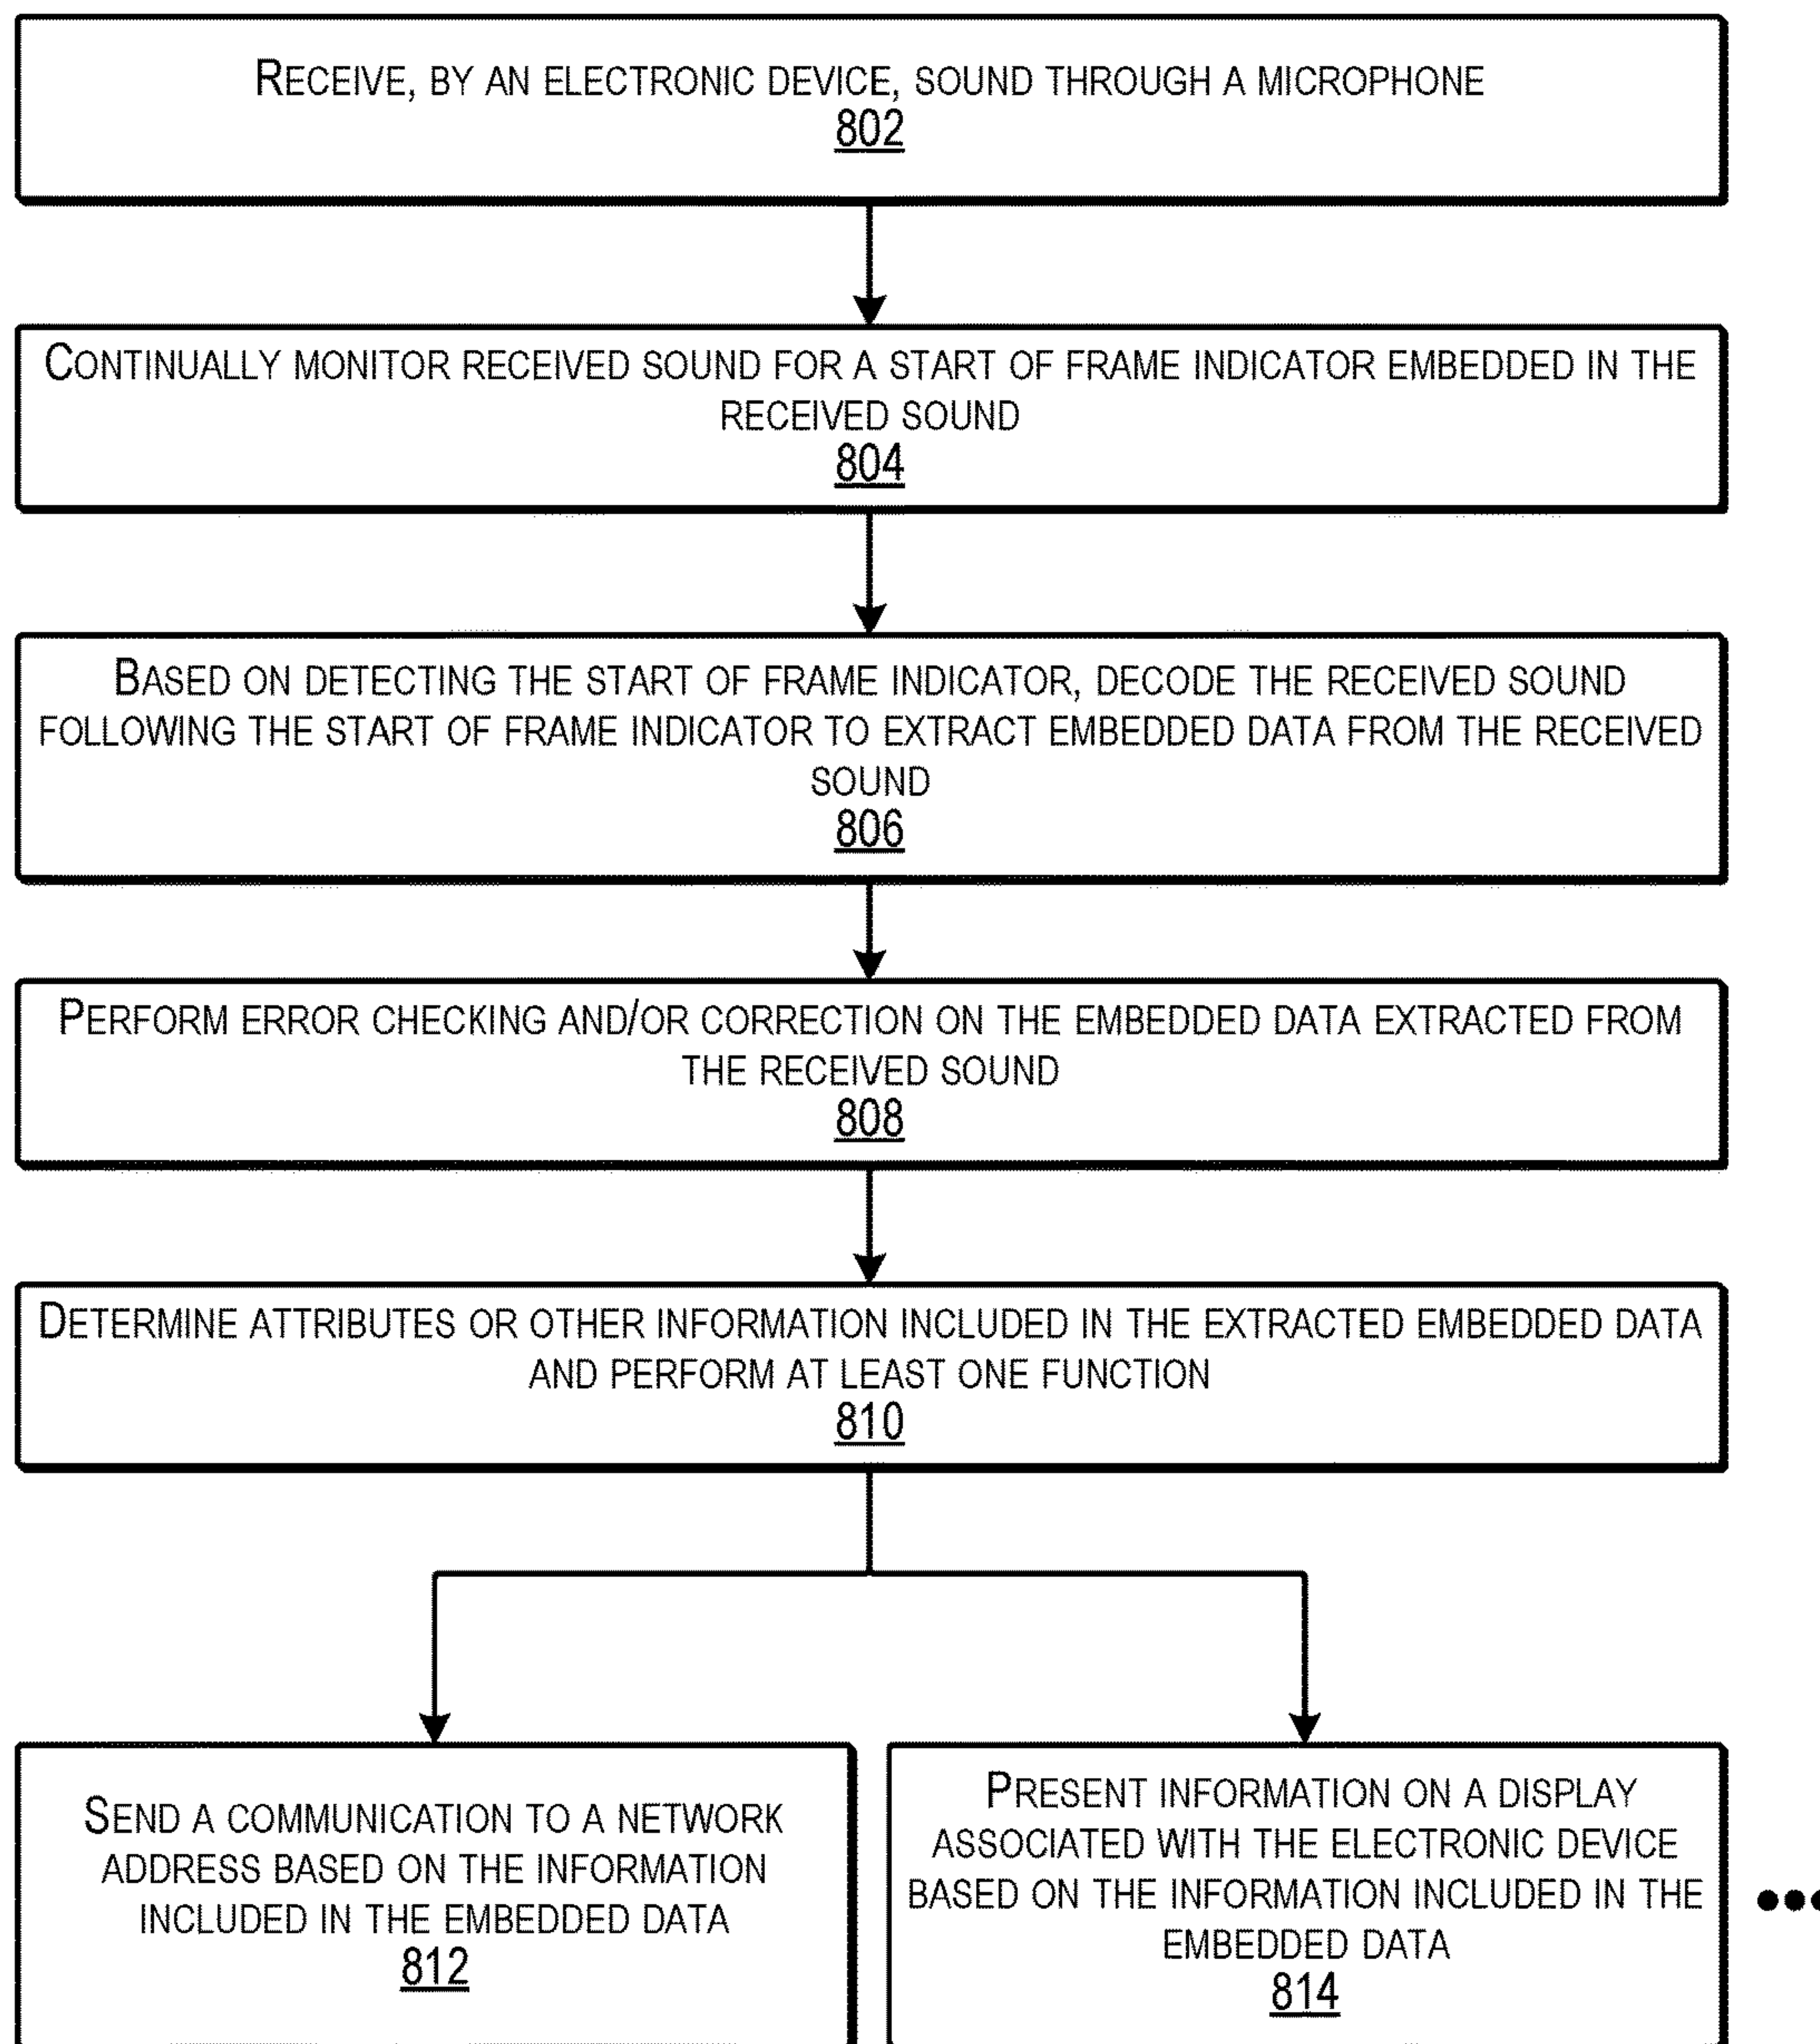 RECEIVE, BY AN ELECTRONIC DEVICE, SOUND THROUGH A MICROPHONE
802
CONTINUALLY MONITOR RECEIVED SOUND FOR A START OF FRAME INDICATOR EMBEDDED IN THE
RECEIVED SOUND
804
BASED ON DETECTING THE START OF FRAME INDICATOR, DECODE THE RECEIVED SOUND
FOLLOWING THE START OF FRAME INDICATOR TO EXTRACT EMBEDDED DATA FROM THE RECEIVED
SOUND
806
PERFORM ERROR CHECKING AND/OR CORRECTION ON THE EMBEDDED DATA EXTRACTED FROM
THE RECEIVED SOUND
808
DETERMINE ATTRIBUTES OR OTHER INFORMATION INCLUDED IN THE EXTRACTED EMBEDDED DATA
AND PERFORM AT LEAST ONE FUNCTION
810
SEND A COMMUNICATION TO A NETWORK
ADDRESS BASED ON THE INFORMATION
INCLUDED IN THE EMBEDDED DATA
812
PRESENT INFORMATION ON A DISPLAY
ASSOCIATED WITH THE ELECTRONIC DEVICE
BASED ON THE INFORMATION INCLUDED IN THE
EMBEDDED DATA
814